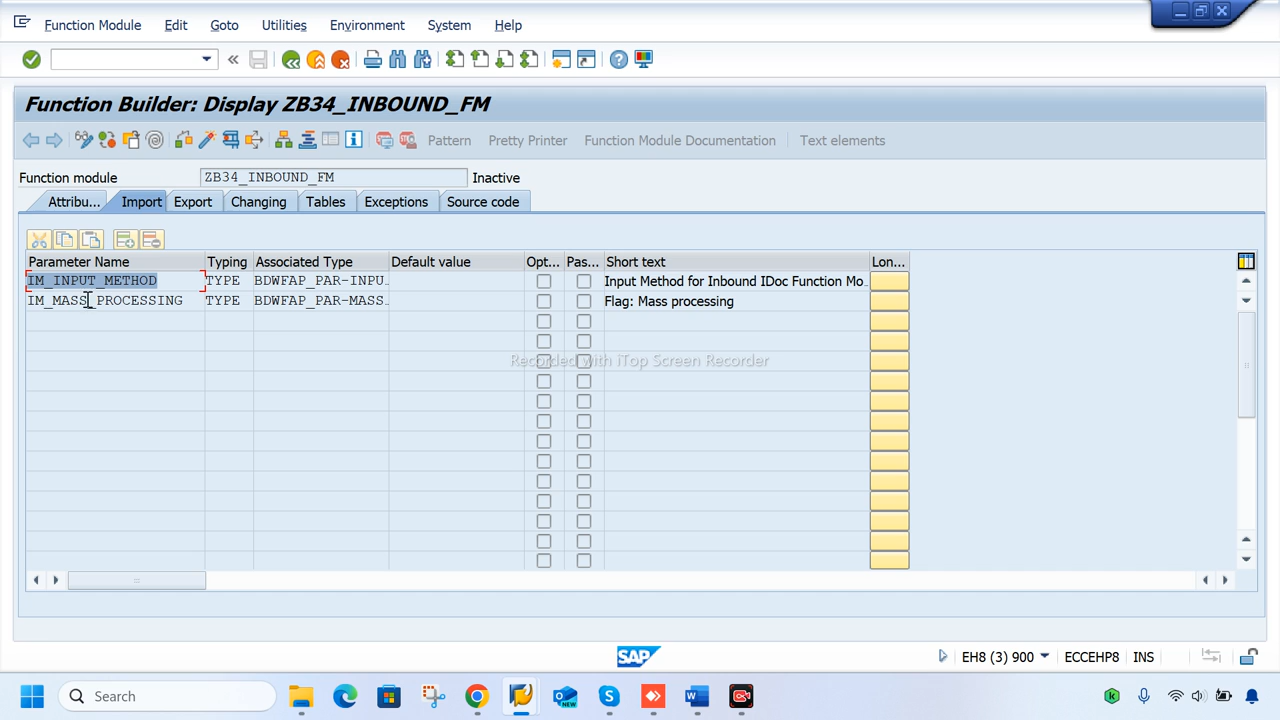 Function Module Edit Goto Utilities Environment System Help
Function Builder: Display ZB34_INBOUND_FM
Pattern Pretty Printer Function Module Documentation Text elements
Function module ZB34_INBOUND_FM Inactive
Attribu... Import Export Changing Tables Exceptions Source code
Parameter Name Typing Associated Type Default value Opt... Pas... Short text Lon...
IM_INPUT_METHOD TYPE BDWFAP_PAR-INPU... Input Method for Inbound IDoc Function Mo...
IM_MASS_PROCESSING TYPE BDWFAP_PAR-MASS... Flag: Mass processing
Recorded with iTop Screen Recorder
SAP EH8 (3) 900 ECCEHP8 INS
Search